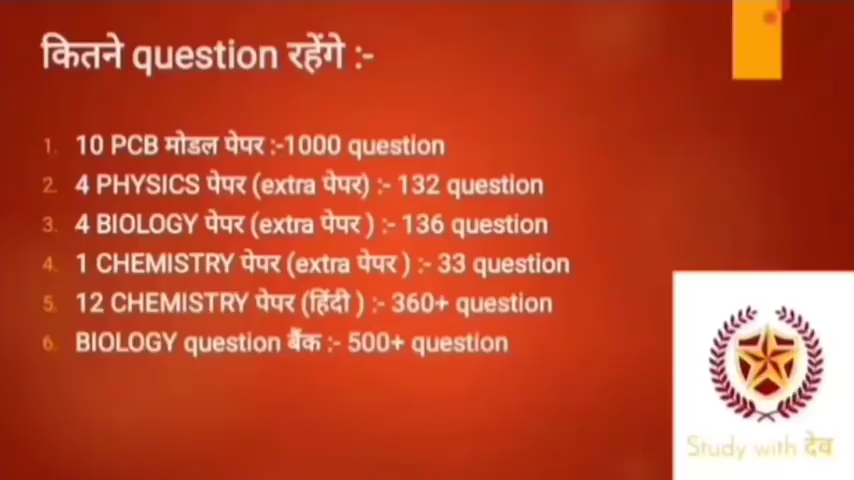 कितने question रहेंगे :-
1. 10 PCB मोडल पेपर :-1000 question
2. 4 PHYSICS पेपर (extra पेपर) :- 132 question
3. 4 BIOLOGY पेपर (extra पेपर ) :- 136 question
4. 1 CHEMISTRY पेपर (extra पेपर ) :- 33 question
5. 12 CHEMISTRY पेपर (हिंदी ) :- 360+ question
6. BIOLOGY question बैंक :- 500+ question
Study with देव